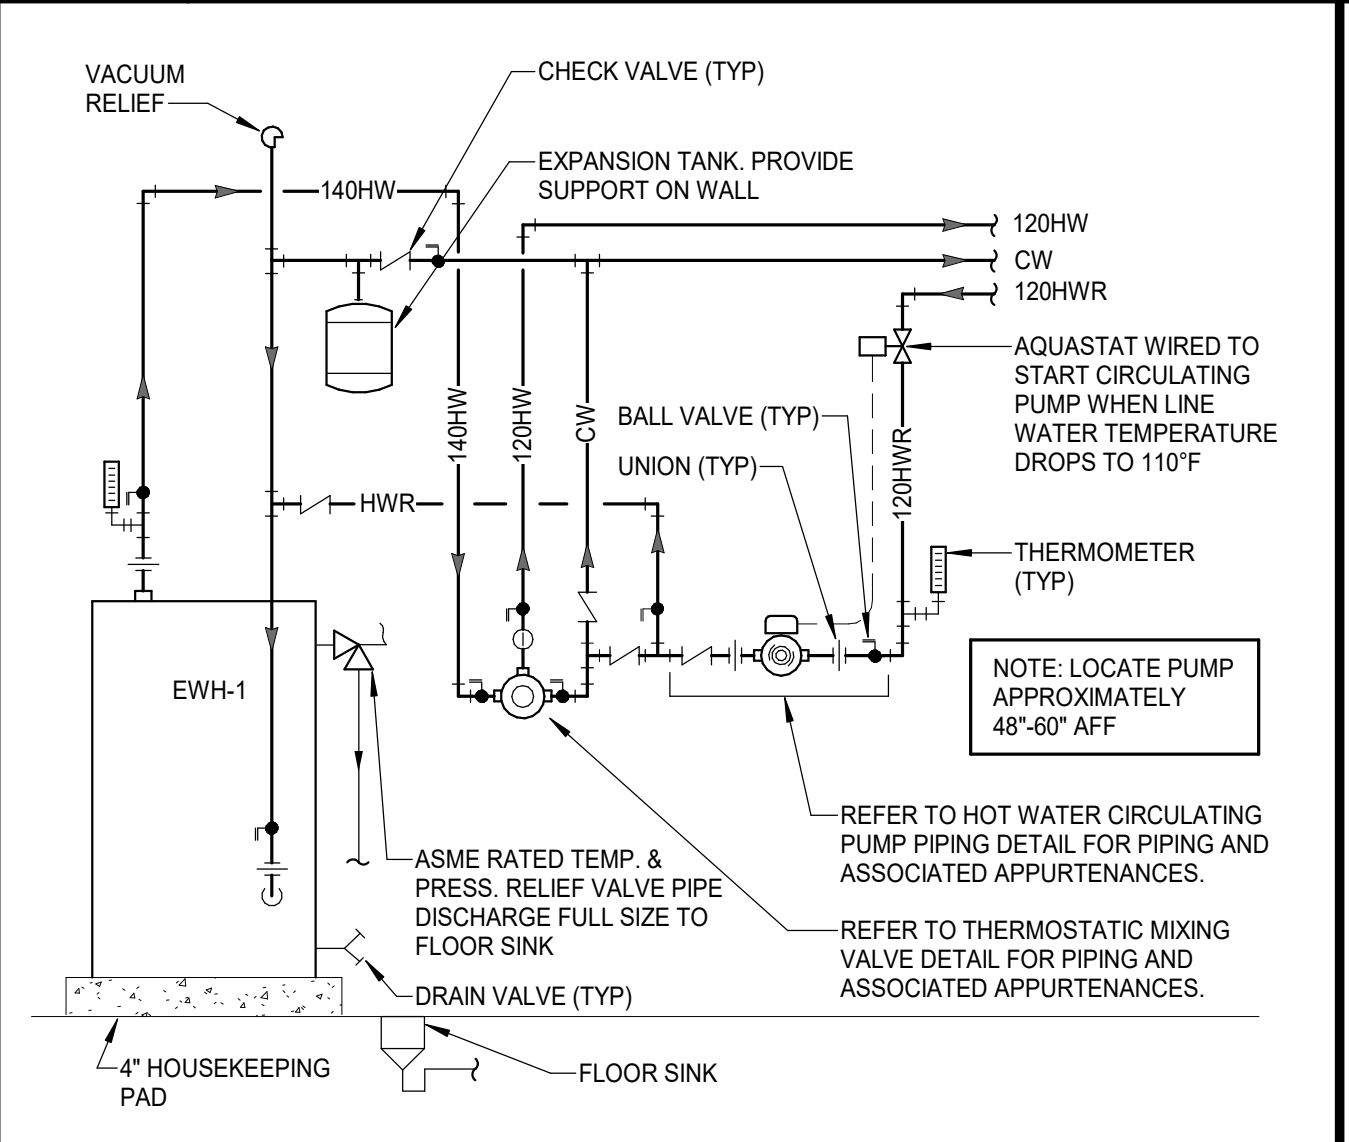 VACUUM
RELIEF
CHECK VALVE (TYP)
EXPANSION TANK. PROVIDE
SUPPORT ON WALL
140HW
120HW
CW
120HWR
AQUASTAT WIRED TO
START CIRCULATING
PUMP WHEN LINE
WATER TEMPERATURE
DROPS TO 110°F
140HW
120HW
CW
BALL VALVE (TYP)
UNION (TYP)
120HWR
HWR
THERMOMETER
(TYP)
EWH-1
NOTE: LOCATE PUMP
APPROXIMATELY
48"-60" AFF
REFER TO HOT WATER CIRCULATING
PUMP PIPING DETAIL FOR PIPING AND
ASSOCIATED APPURTENANCES.
ASME RATED TEMP. &
PRESS. RELIEF VALVE PIPE
DISCHARGE FULL SIZE TO
FLOOR SINK
REFER TO THERMOSTATIC MIXING
VALVE DETAIL FOR PIPING AND
ASSOCIATED APPURTENANCES.
DRAIN VALVE (TYP)
4" HOUSEKEEPING
PAD
FLOOR SINK